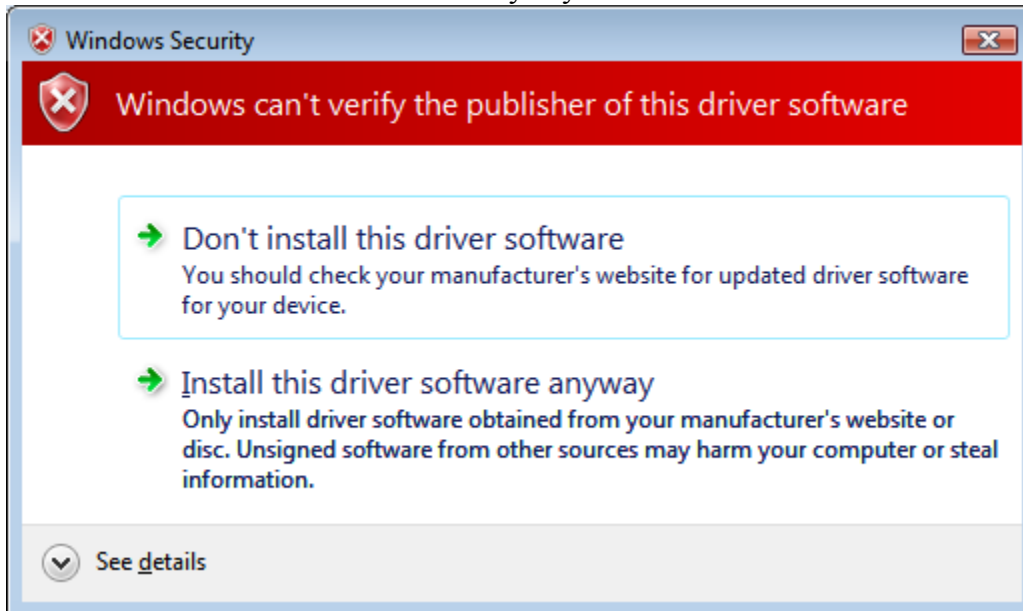 Windows Security
Windows can't verify the publisher of this driver software
Don't install this driver software
You should check your manufacturer's website for updated driver software
for your device.
Install this driver software anyway
Only install driver software obtained from your manufacturer's website or
disc. Unsigned software from other sources may harm your computer or steal
information.
See details